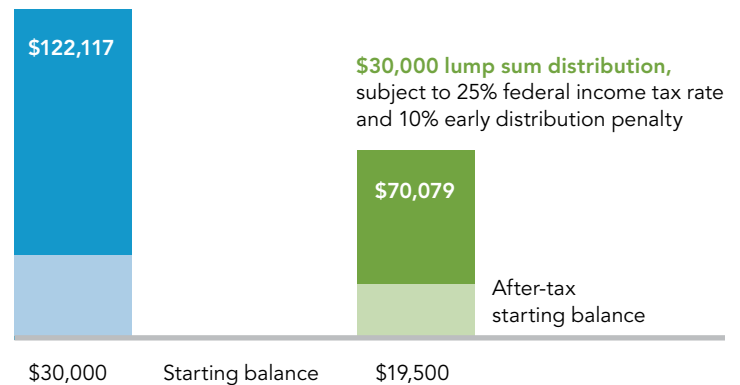 $122,117
$30,000 lump sum distribution,
subject to 25% federal income tax rate
and 10% early distribution penalty
$70,079
After-tax
starting balance
$30,000
Starting balance
$19,500